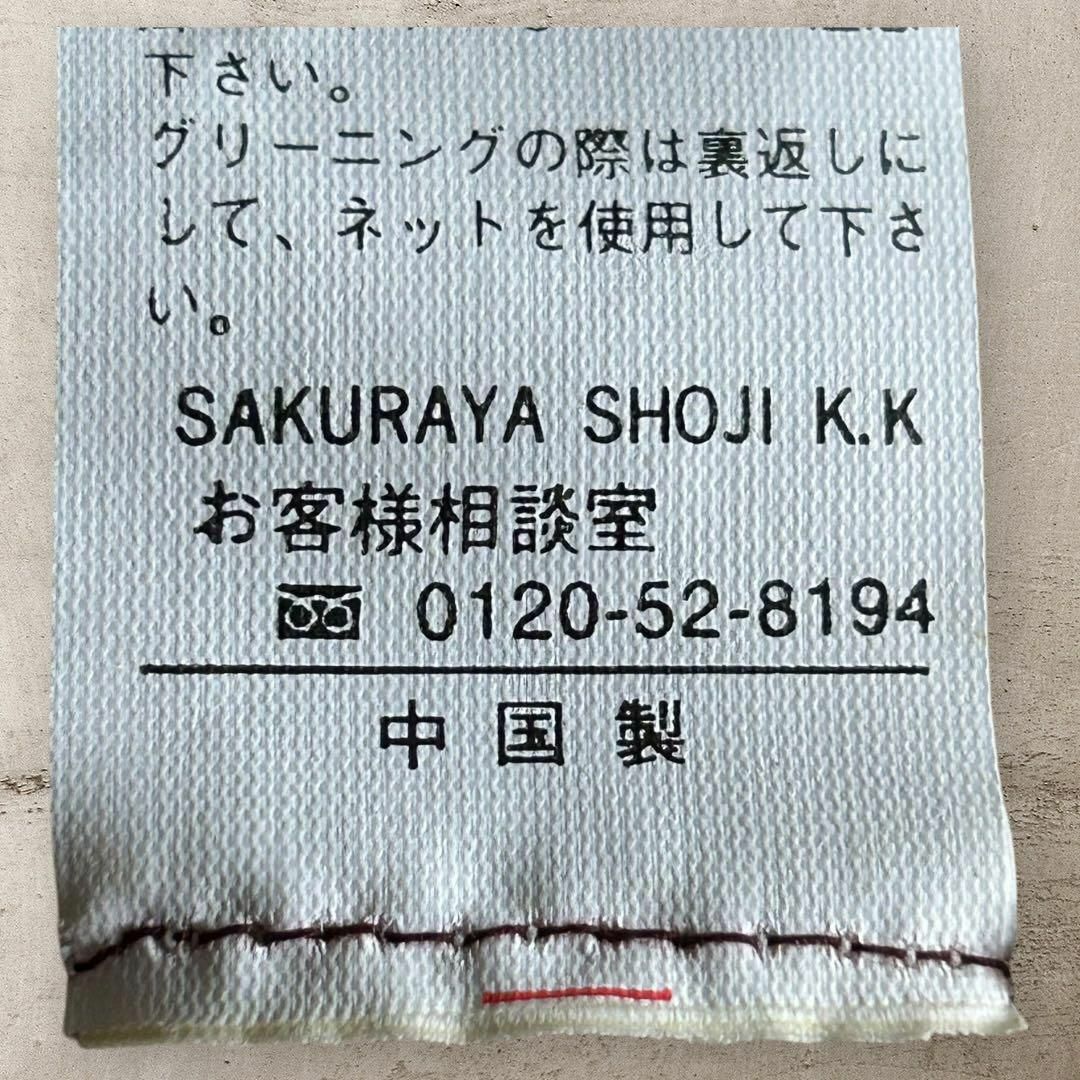 下さい。
グリーニングの際は裏返しに
して、ネットを使用して下さ
い。
SAKURAYA SHOJI K.K
お客様相談室
0120-52-8194
中国製